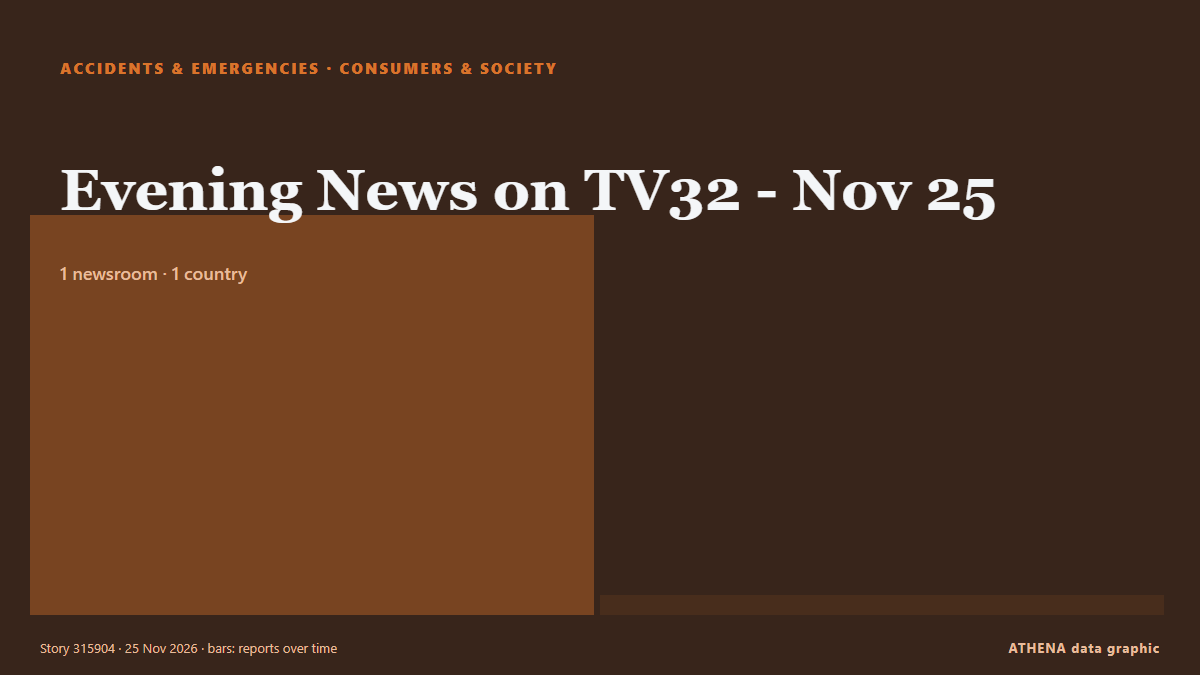 ACCIDENTS & EMERGENCIES · CONSUMERS & SOCIETY
Evening News on TV32 - Nov 25
1 newsroom · 1 country
Story 315904 · 25 Nov 2026 · bars: reports over time
ATHENA data graphic